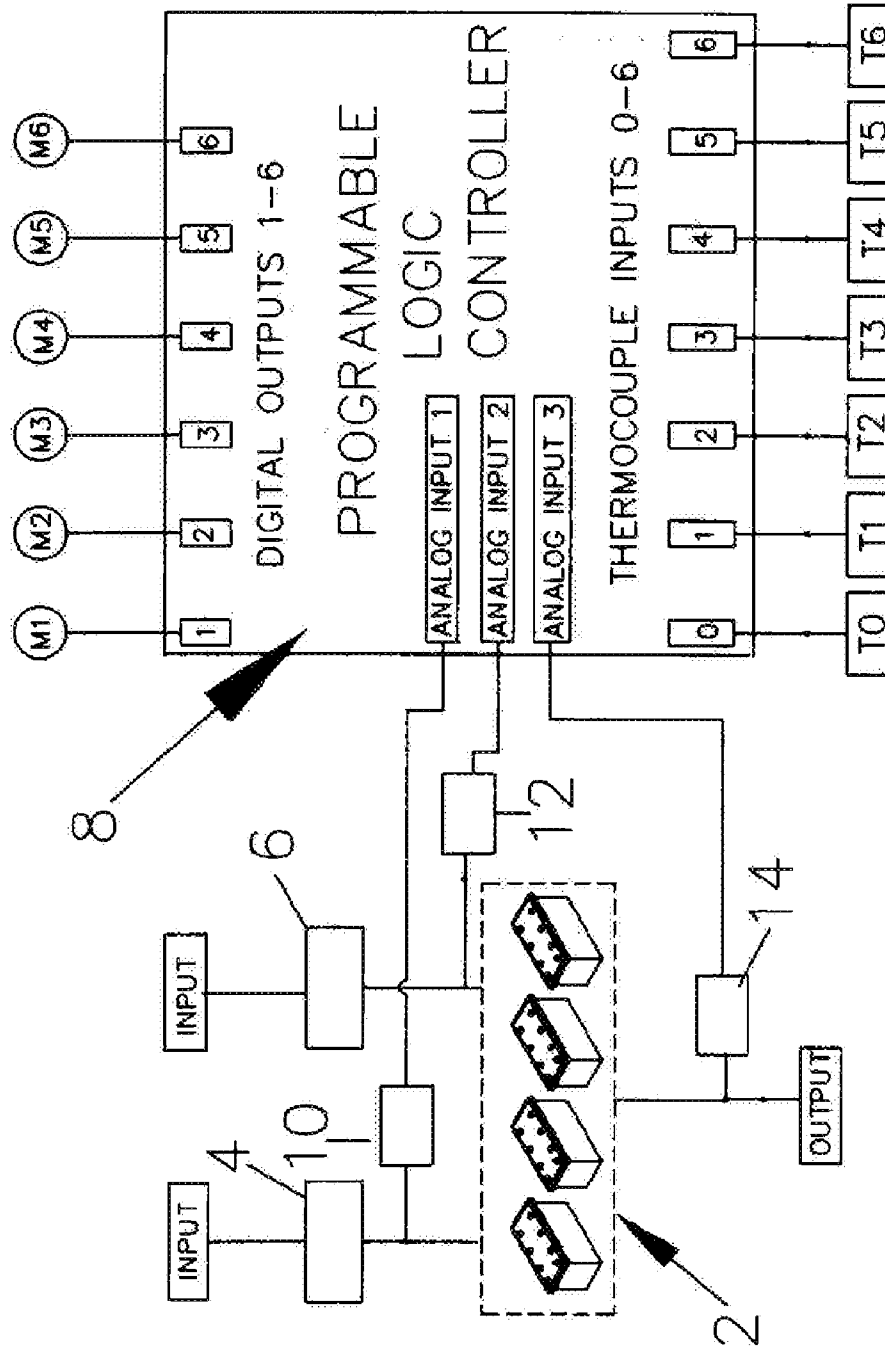 M1 M2 M3 M4 M5 M6
1 2 3 4 5 6
DIGITAL OUTPUTS 1-6
PROGRAMMABLE
LOGIC
CONTROLLER
ANALOG INPUT 1
ANALOG INPUT 2
ANALOG INPUT 3
THERMOCOUPLE INPUTS 0-6
0 1 2 3 4 5 6
T0 T1 T2 T3 T4 T5 T6
8
INPUT
INPUT
4
6
10
12
14
2
OUTPUT